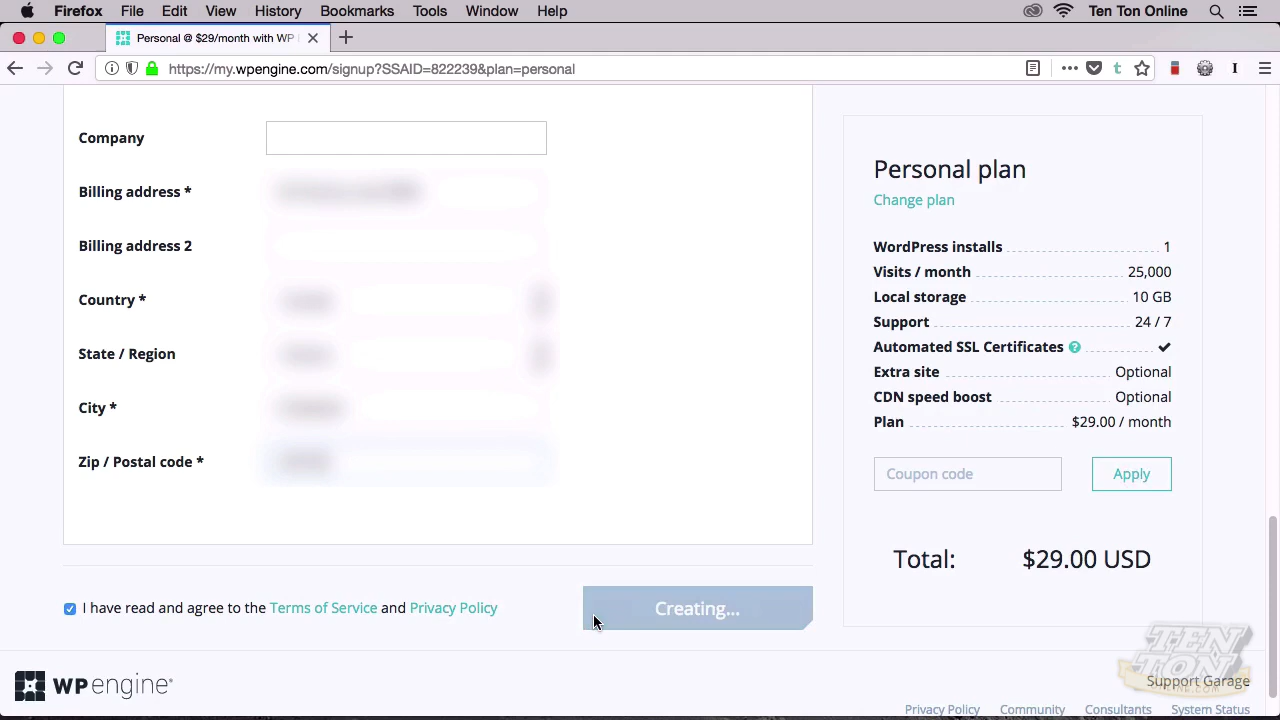 Firefox File Edit View History Bookmarks Tools Window Help Ten Ton Online
Personal @ $29/month with WP
https://my.wpengine.com/signup?SSAID=822239&plan=personal
Company
Billing address *
Billing address 2
Country *
State / Region
City *
Zip / Postal code *
I have read and agree to the Terms of Service and Privacy Policy
Creating...
Personal plan
Change plan
WordPress installs 1
Visits / month 25,000
Local storage 10 GB
Support 24 / 7
Automated SSL Certificates ? ✔
Extra site Optional
CDN speed boost Optional
Plan $29.00 / month
Coupon code Apply
Total: $29.00 USD
WP engine
TEN TON
Support Garage
Privacy Policy Community Consultants System Status